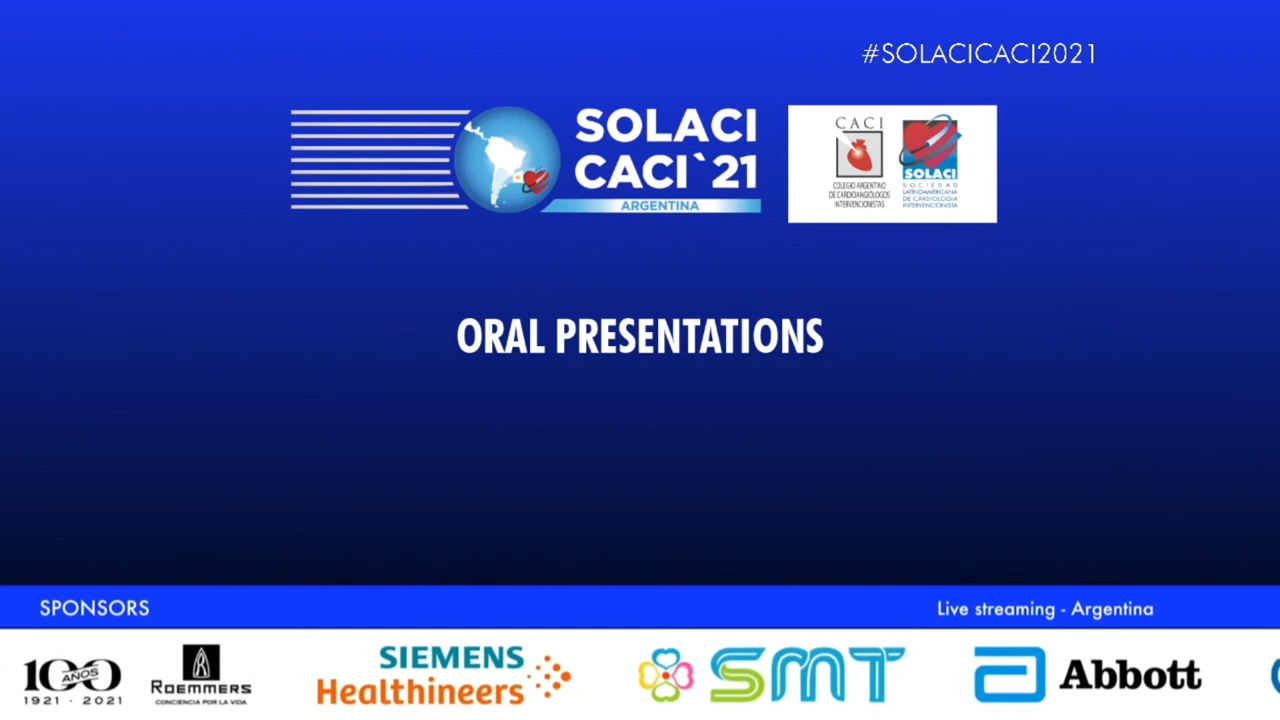 #SOLACICACI2021
SOLACI
CACI`21
ARGENTINA
CACI
COLEGIO ARGENTINO
DE CARDIOANGIÓLOGOS
INTERVENCIONISTAS
SOLACI
SOCIEDAD
LATINOAMERICANA
DE CARDIOLOGIA
INTERVENCIONISTA
ORAL PRESENTATIONS
SPONSORS
Live streaming - Argentina
100
AÑOS
1921 · 2021
ROEMMERS
CONCIENCIA POR LA VIDA
SIEMENS
Healthineers
SMT
Abbott